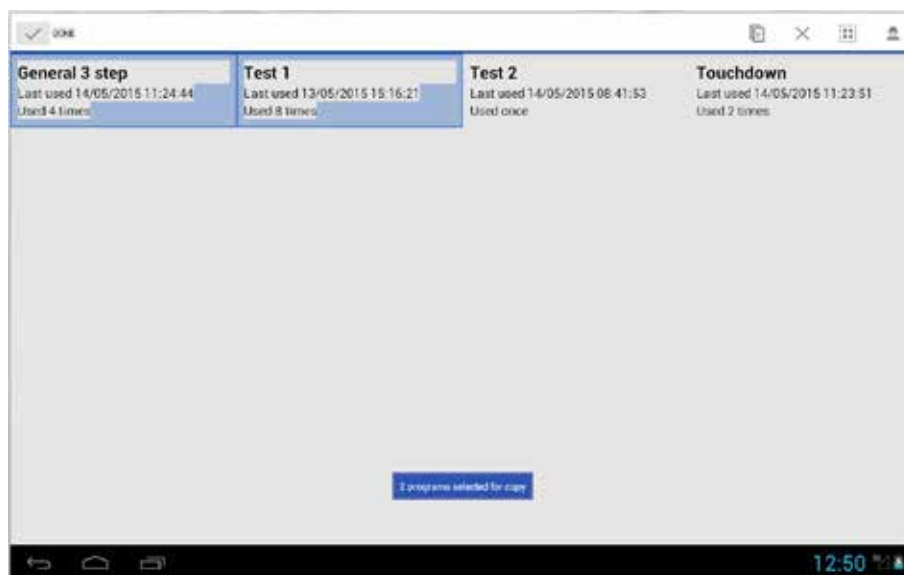 DONE
General 3 step
Last used 14/05/2015 11:24:44
Used 4 times
Test 1
Last used 13/05/2015 15:16:21
Used 8 times
Test 2
Last used 14/05/2015 08:41:53
Used once
Touchdown
Last used 14/05/2015 11:23:51
Used 2 times
2 programs selected for copy
12:50